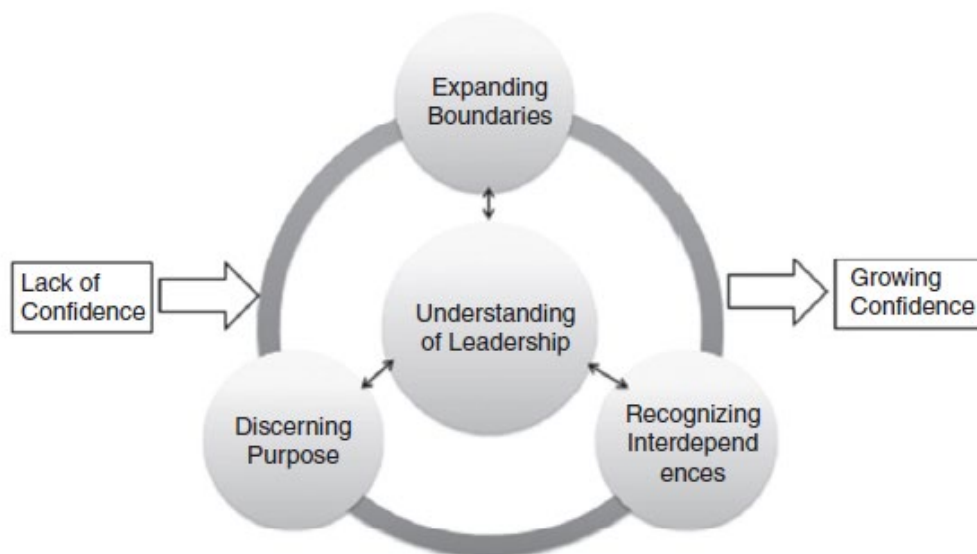 Expanding
Boundaries
Lack of
Confidence
Understanding
of Leadership
Growing
Confidence
Discerning
Purpose
Recognizing
Interdepend
ences